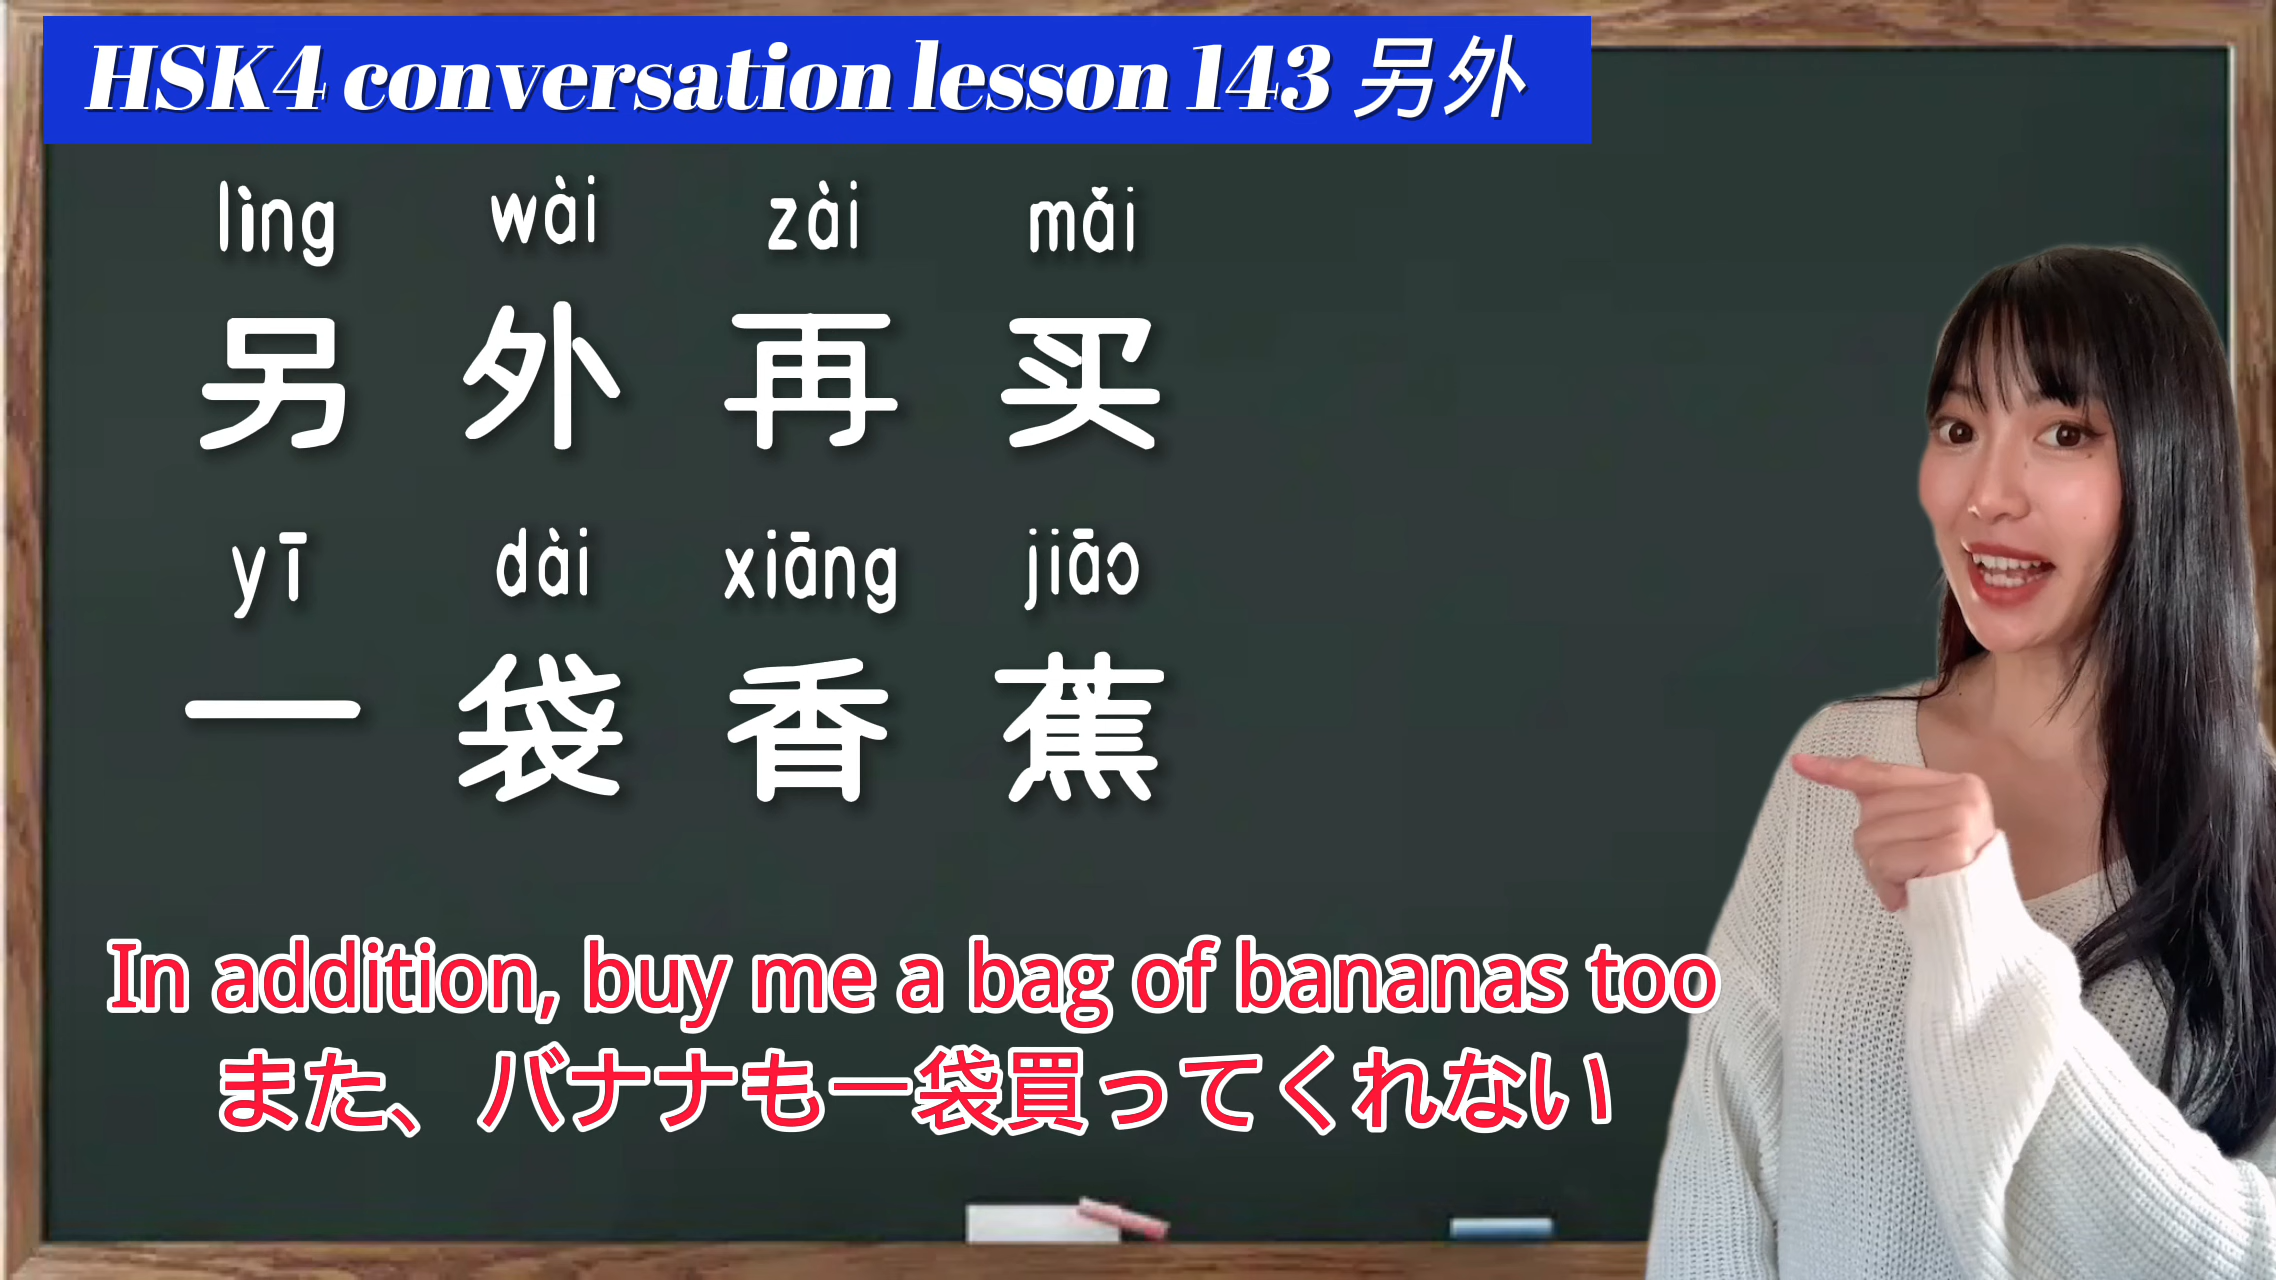 HSK4 conversation lesson 143 另外
lìng wài zài mǎi
另外再买
yī dài xiāng jiāo
一袋香蕉
In addition, buy me a bag of bananas too
また、バナナも一袋買ってくれない